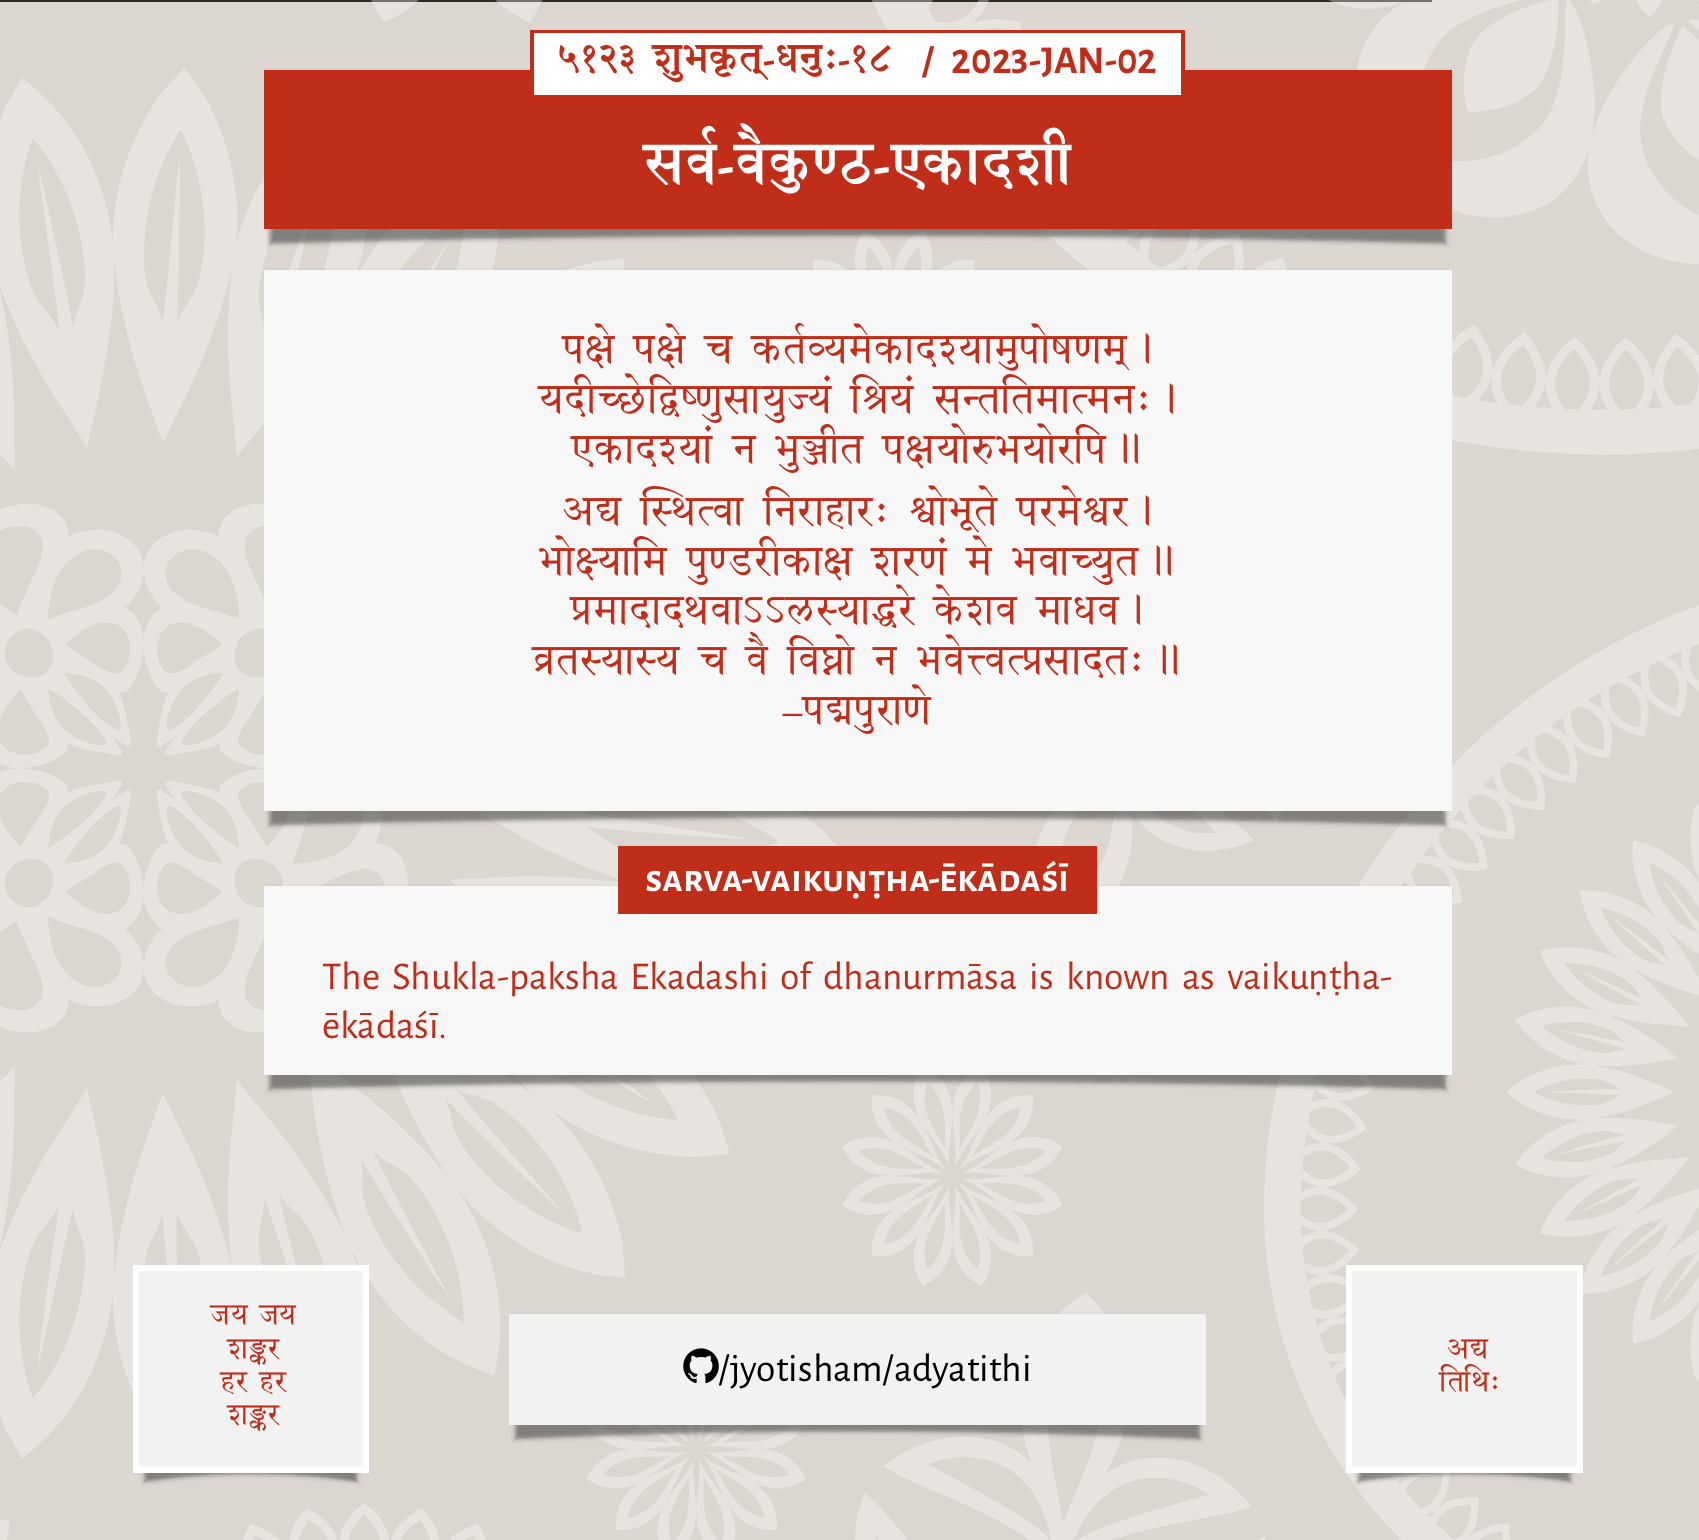 ५१२३ शुभकृत्-धनुः-१८ / 2023-JAN-02
सर्व-वैकुण्ठ-एकादशी
पक्षे पक्षे च कर्तव्यमेकादश्यामुपोषणम्।
यदीच्छेद्विष्णुसायुज्यं श्रियं सन्ततिमात्मनः।
एकादश्यां न भुञ्जीत पक्षयोरुभयोरपि॥
अद्य स्थित्वा निराहारः श्वोभूते परमेश्वर।
भोक्ष्यामि पुण्डरीकाक्ष शरणं मे भवाच्युत॥
प्रमादादथवाऽऽलस्याद्धरे केशव माधव।
व्रतस्यास्य च वै विघ्नो न भवेत्त्वत्प्रसादतः॥
–पद्मपुराणे
SARVA-VAIKUṆṬHA-ĒKĀDAŚĪ
The Shukla-paksha Ekadashi of dhanurmāsa is known as vaikuṇṭha-
ēkādaśī.
जय जय
शङ्कर
हर हर
शङ्कर
/jyotisham/adyatithi
अद्य
तिथिः